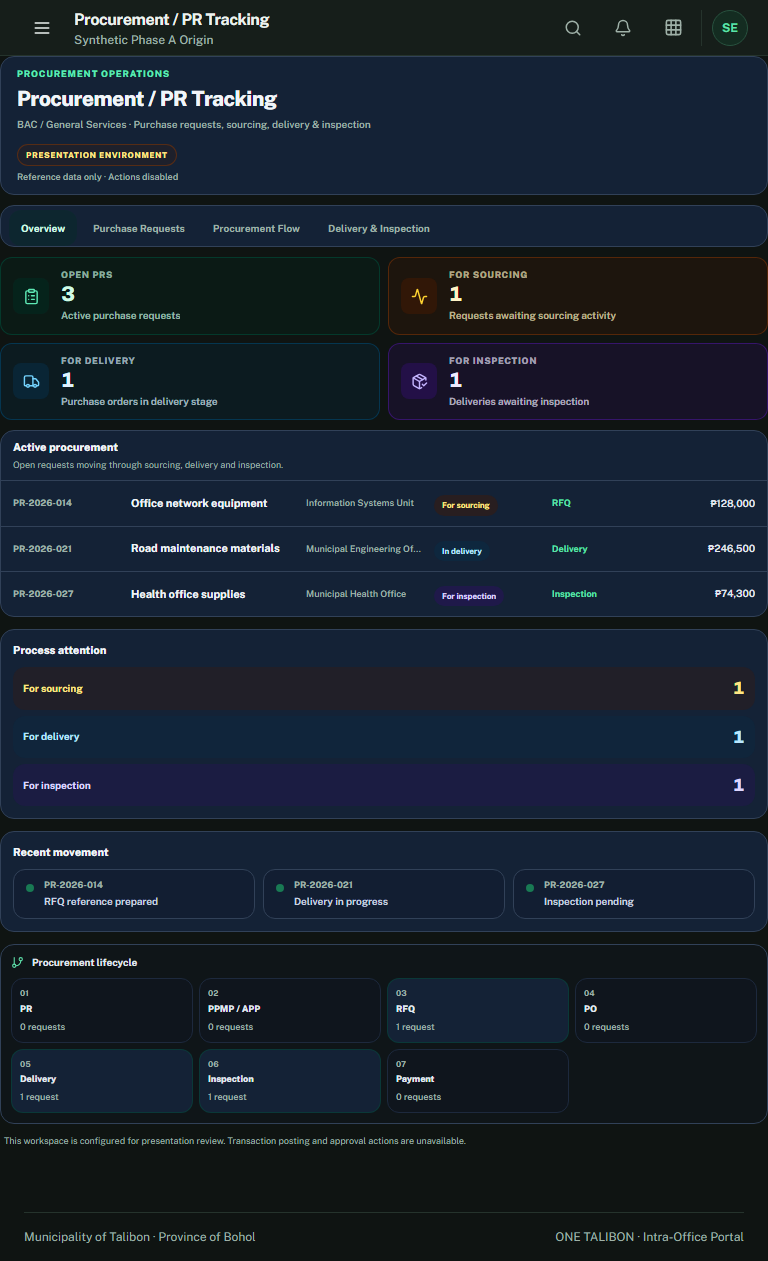 Procurement / PR Tracking
Synthetic Phase A Origin
SE
PROCUREMENT OPERATIONS
Procurement / PR Tracking
BAC / General Services · Purchase requests, sourcing, delivery & inspection
PRESENTATION ENVIRONMENT
Reference data only · Actions disabled
Overview Purchase Requests Procurement Flow Delivery & Inspection
OPEN PRS
3
Active purchase requests
FOR SOURCING
1
Requests awaiting sourcing activity
FOR DELIVERY
1
Purchase orders in delivery stage
FOR INSPECTION
1
Deliveries awaiting inspection
Active procurement
Open requests moving through sourcing, delivery and inspection.
PR-2026-014 Office network equipment Information Systems Unit For sourcing RFQ ₱128,000
PR-2026-021 Road maintenance materials Municipal Engineering Of... In delivery Delivery ₱246,500
PR-2026-027 Health office supplies Municipal Health Office For inspection Inspection ₱74,300
Process attention
For sourcing 1
For delivery 1
For inspection 1
Recent movement
PR-2026-014
RFQ reference prepared
PR-2026-021
Delivery in progress
PR-2026-027
Inspection pending
Procurement lifecycle
01
PR
0 requests
02
PPMP / APP
0 requests
03
RFQ
1 request
04
PO
0 requests
05
Delivery
1 request
06
Inspection
1 request
07
Payment
0 requests
This workspace is configured for presentation review. Transaction posting and approval actions are unavailable.
Municipality of Talibon · Province of Bohol
ONE TALIBON · Intra-Office Portal